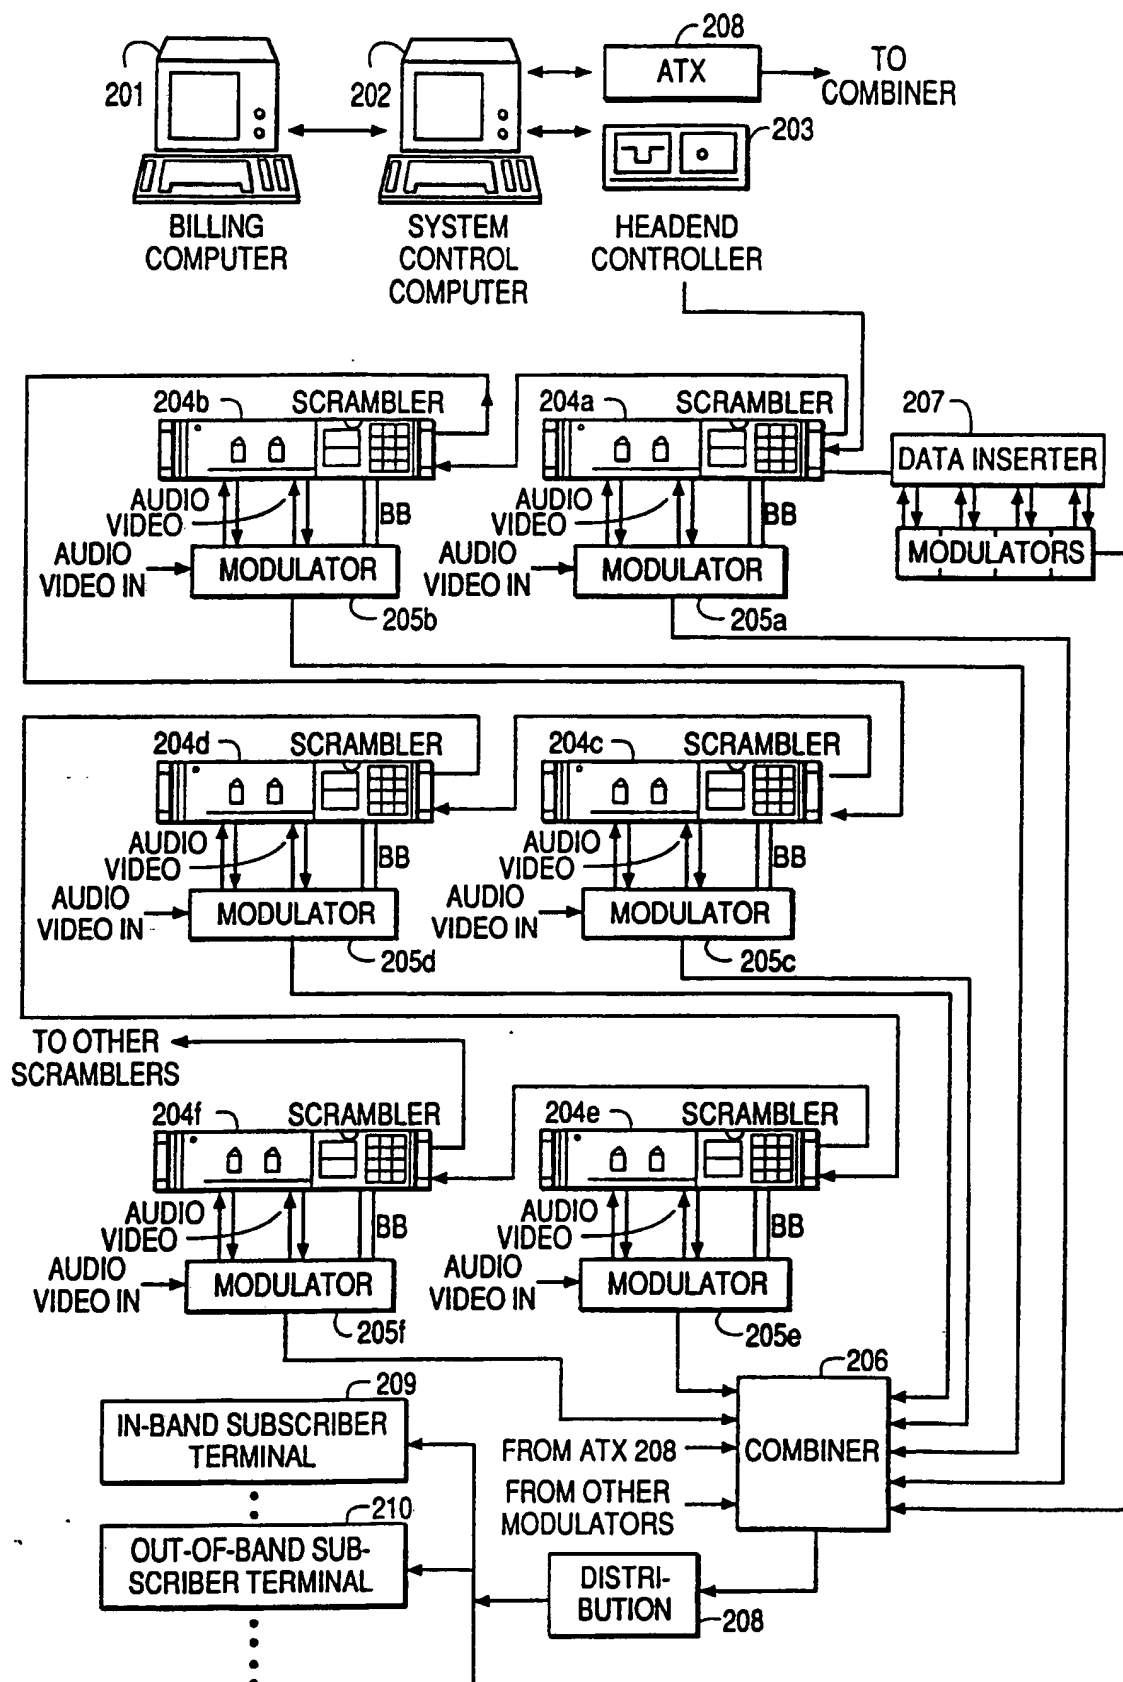 208
ATX
TO
COMBINER
201
202
203
BILLING
COMPUTER
SYSTEM
CONTROL
COMPUTER
HEADEND
CONTROLLER
204b
SCRAMBLER
204a
SCRAMBLER
207
DATA INSERTER
AUDIO
VIDEO
BB
AUDIO
VIDEO
BB
AUDIO
VIDEO IN
MODULATOR
AUDIO
VIDEO IN
MODULATOR
MODULATORS
205b
205a
204d
SCRAMBLER
204c
SCRAMBLER
AUDIO
VIDEO
BB
AUDIO
VIDEO
BB
AUDIO
VIDEO IN
MODULATOR
AUDIO
VIDEO IN
MODULATOR
205d
205c
TO OTHER
SCRAMBLERS
204f
SCRAMBLER
204e
SCRAMBLER
AUDIO
VIDEO
BB
AUDIO
VIDEO
BB
AUDIO
VIDEO IN
MODULATOR
AUDIO
VIDEO IN
MODULATOR
205f
205e
206
COMBINER
209
IN-BAND SUBSCRIBER
TERMINAL
FROM ATX 208
FROM OTHER
MODULATORS
210
OUT-OF-BAND SUB-
SCRIBER TERMINAL
DISTRI-
BUTION
208